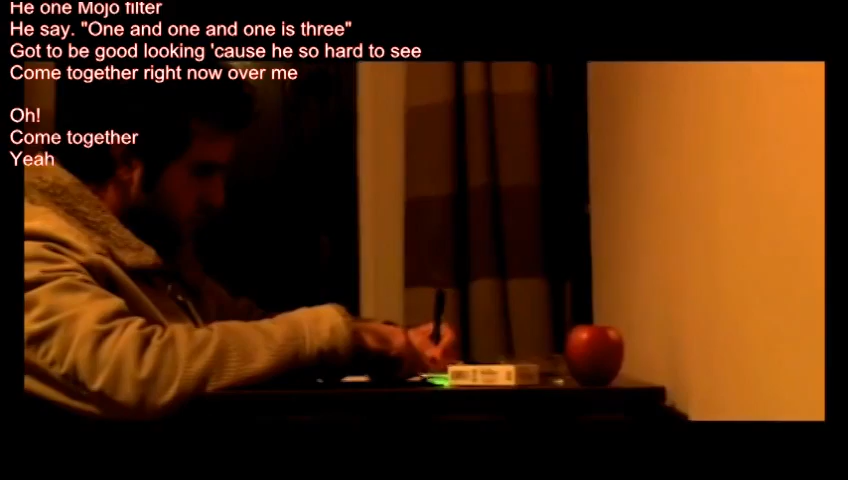 He one Mojo filter
He say. "One and one and one is three"
Got to be good looking 'cause he so hard to see
Come together right now over me
Oh!
Come together
Yeah